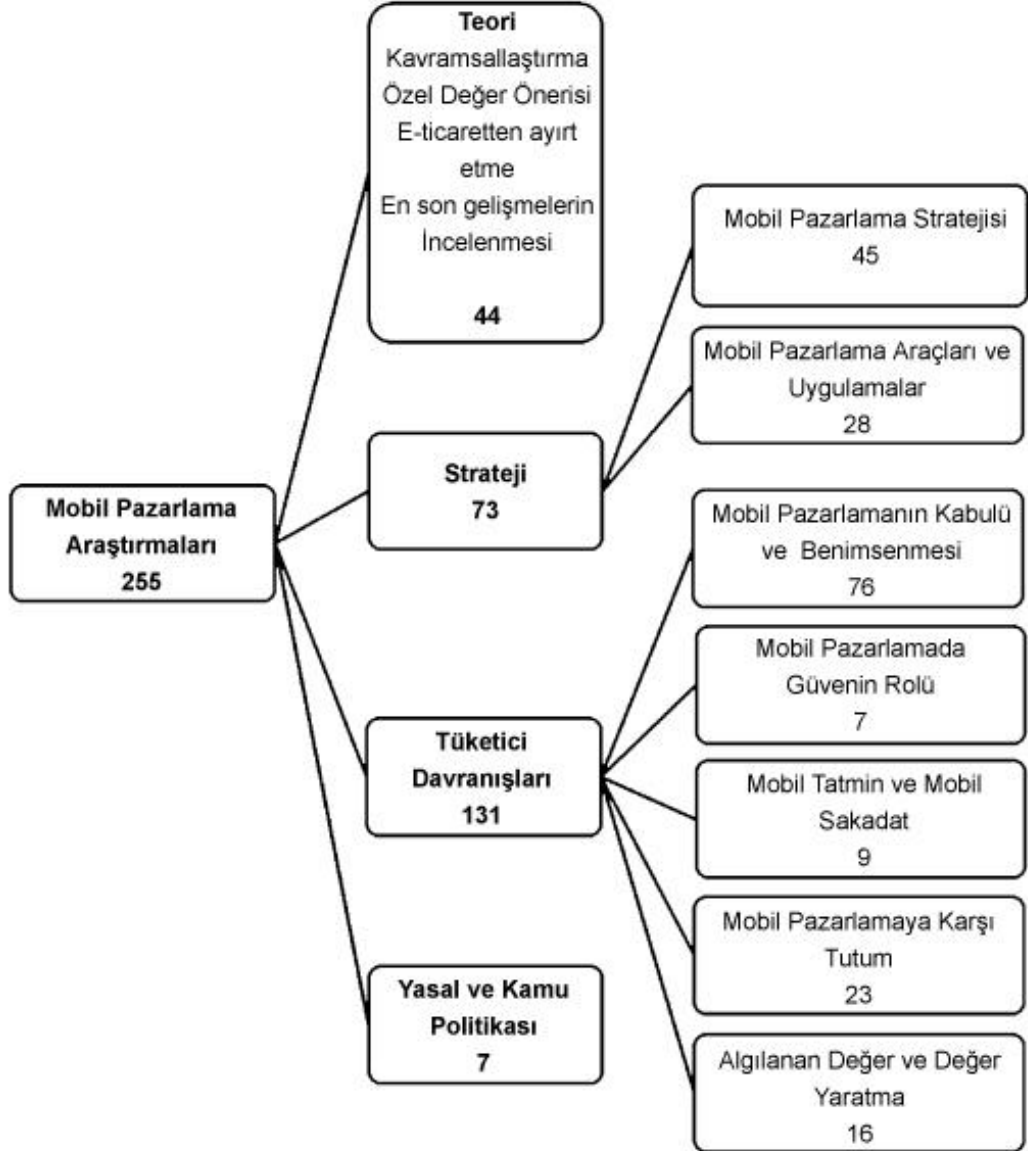 Teori
Kavramsallaştırma
Özel Değer Önerisi
E-ticaretten ayırt
etme
En son gelişmelerin
İncelenmesi
44
Mobil Pazarlama Stratejisi
45
Mobil Pazarlama Araçları ve
Uygulamalar
28
Strateji
73
Mobil Pazarlama
Araştırmaları
255
Mobil Pazarlamanın Kabulü
ve Benimsenmesi
76
Mobil Pazarlamada
Güvenin Rolü
7
Tüketici
Davranışları
131
Mobil Tatmin ve Mobil
Sakadat
9
Mobil Pazarlamaya Karşı
Tutum
23
Yasal ve Kamu
Politikası
7
Algılanan Değer ve Değer
Yaratma
16